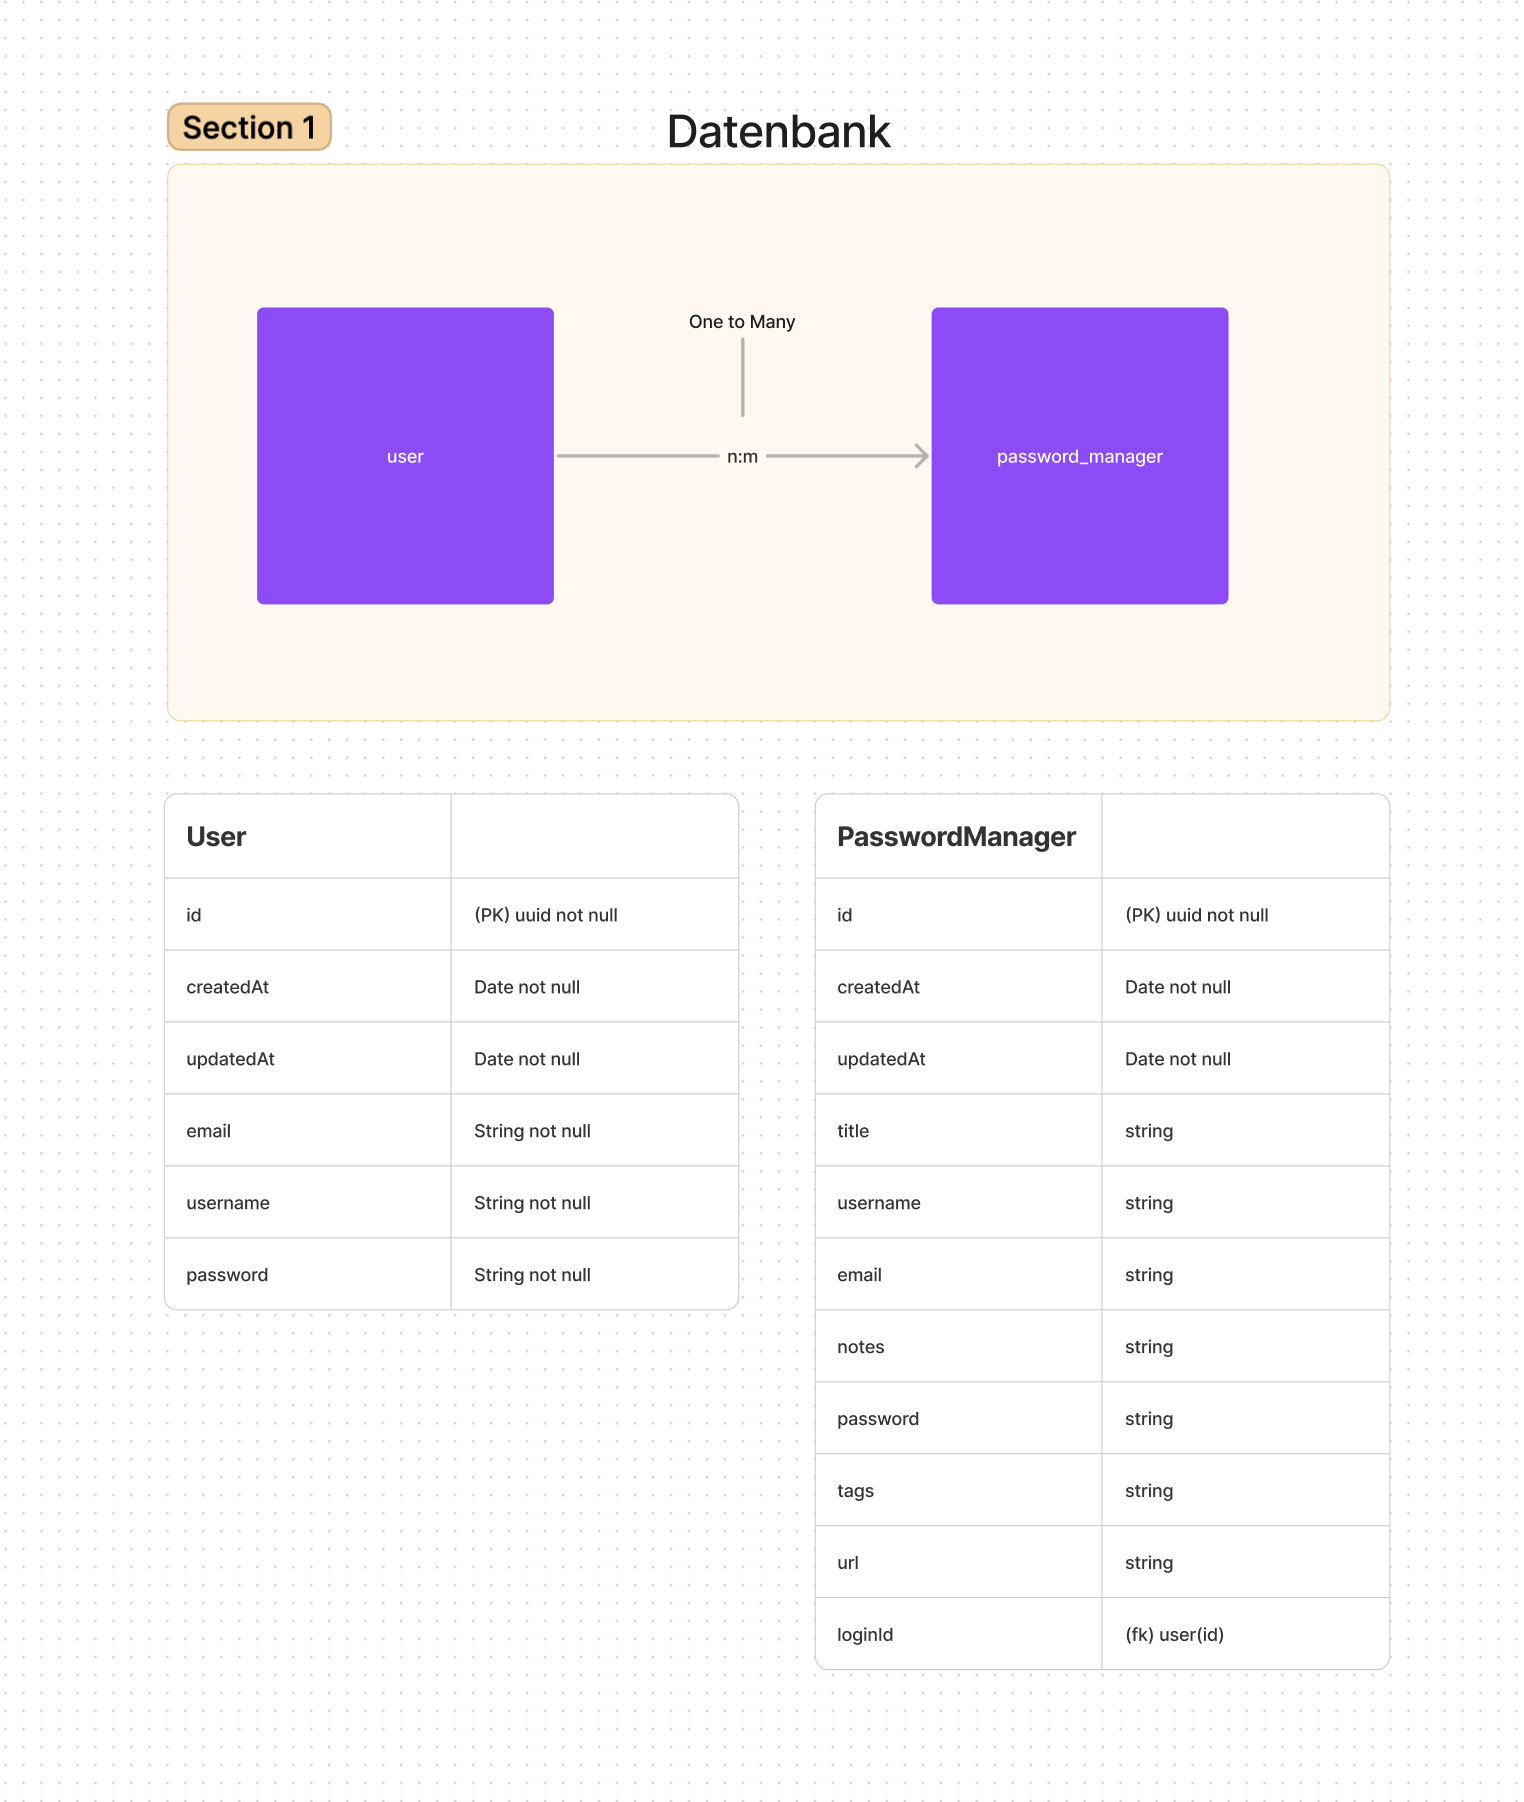 Section 1
Datenbank
One to Many
user
n:m
password_manager
User
id
(PK) uuid not null
createdAt
Date not null
updatedAt
Date not null
email
String not null
username
String not null
password
String not null
PasswordManager
id
(PK) uuid not null
createdAt
Date not null
updatedAt
Date not null
title
string
username
string
email
string
notes
string
password
string
tags
string
url
string
loginId
(fk) user(id)